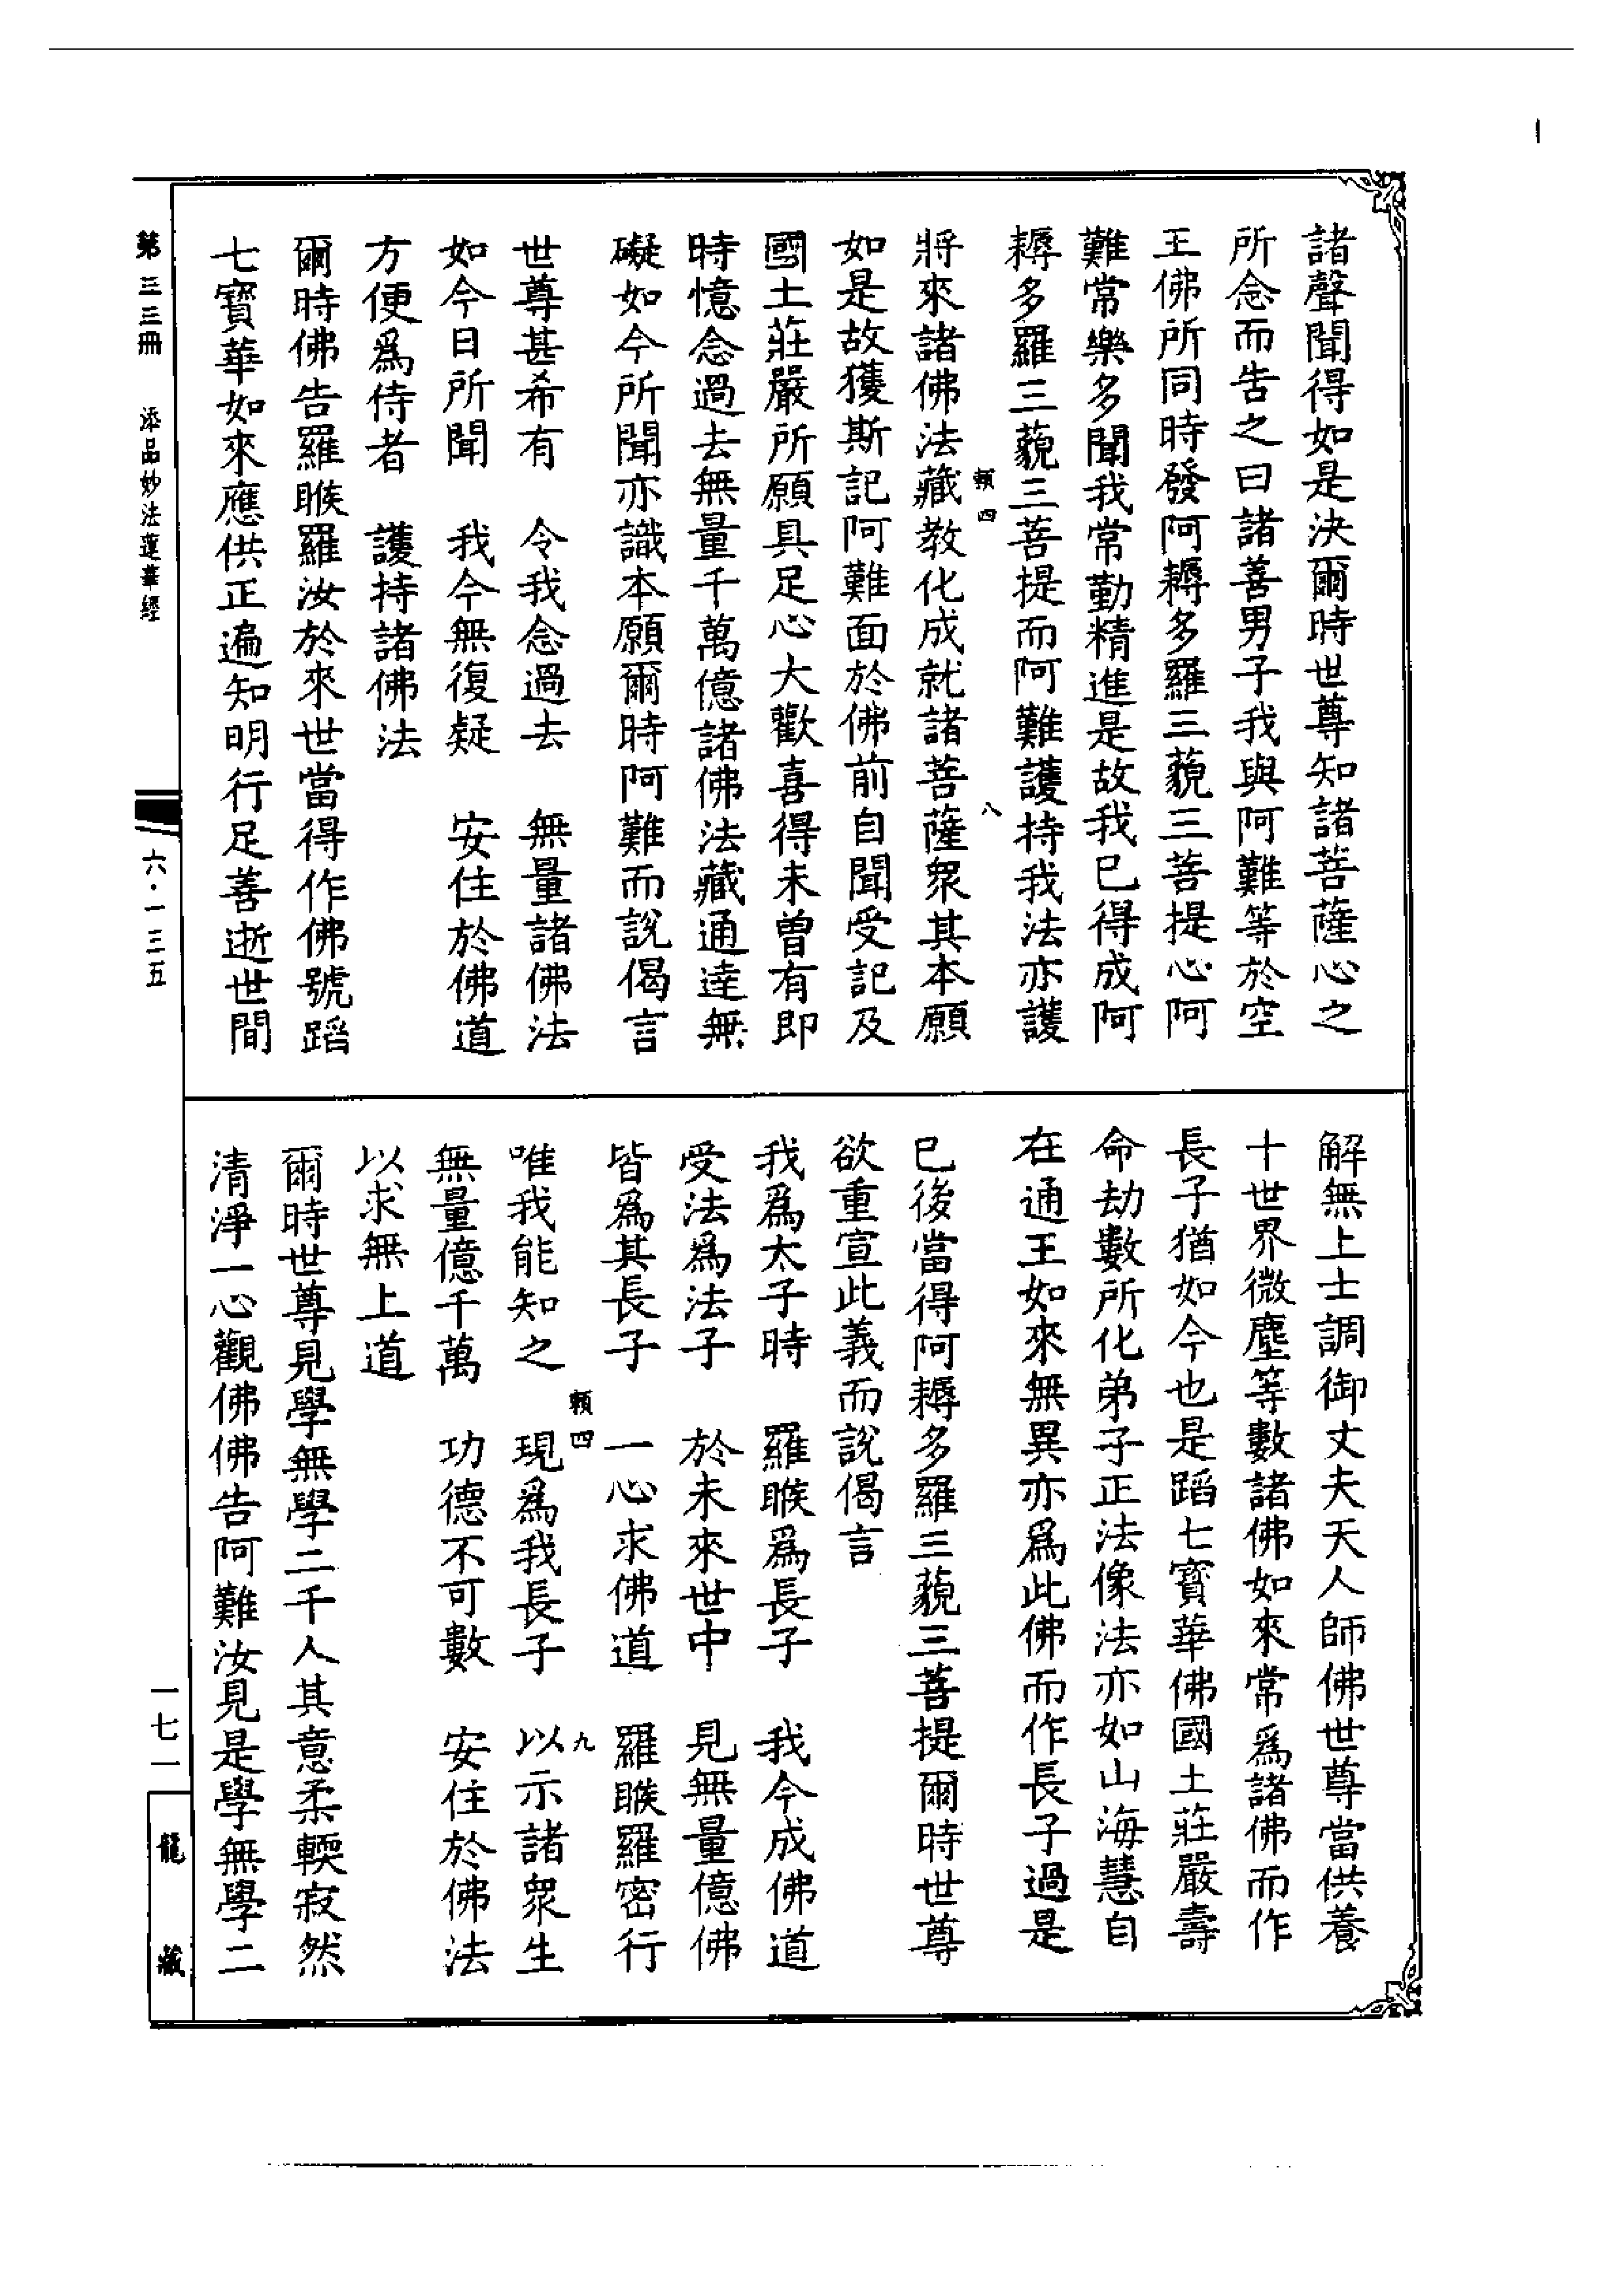 諸聲聞得如是決爾時世尊知諸菩薩心之
所念而告之曰諸善男子我與阿難等於空
王佛所同時發阿耨多羅三藐三菩提心阿
難常樂多聞我常勤精進是故我已得成阿
耨多羅三藐三菩提而阿難護持我法亦護
頼四 八
將來諸佛法藏教化成就諸菩薩眾其本願
如是故獲斯記阿難面於佛前自聞受記及
國土莊嚴所願具足心大歡喜得未曾有即
時憶念過去無量千萬億諸佛法藏通達無
礙如今所聞亦識本願爾時阿難而說偈言
世尊甚希有 令我念過去 無量諸佛法
如今日所聞 我今無復疑 安住於佛道
方便為侍者 護持諸佛法
爾時佛告羅睺羅汝於來世當得作佛號蹈
七寶華如來應供正遍知明行足善逝世間
解無上士調御丈夫天人師佛世尊當供養
十世界微塵等數諸佛如來常為諸佛而作
長子猶如今也是蹈七寶華佛國土莊嚴壽
命劫數所化弟子正法像法亦如山海慧自
在通王如來無異亦為此佛而作長子過是
已後當得阿耨多羅三藐三菩提爾時世尊
欲重宣此義而說偈言
我為太子時 羅睺為長子 我今成佛道
受法為法子 於未來世中 見無量億佛
皆為其長子 一心求佛道 羅睺羅密行
頼四 九
唯我能知之 現為我長子 以示諸眾生
無量億千萬 功德不可數 安住於佛法
以求無上道
爾時世尊見學無學二千人其意柔輭寂然
清淨一心觀佛佛告阿難汝見是學無學二
第三三冊 添品妙法蓮華經 六·一三五
一七一 龍藏